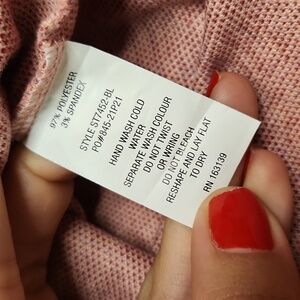 97% POLYESTER
3% SPANDEX
STYLE ST7452-BL
PO#845-21P21
HAND WASH COLD
WATER
SEPARATE WASH COLOUR
DO NOT TWIST
OR WRING
DO NOT BLEACH
RESHAPE AND LAY FLAT
TO DRY
RN 163139